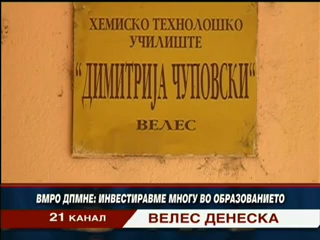 ХЕМИСКО ТЕХНОЛОШКО
УЧИЛИШТЕ
"ДИМИТРИЈА ЧУПОВСКИ"
ВЕЛЕС
ВМРО ДПМНЕ: ИНВЕСТИРАВМЕ МНОГУ ВО ОБРАЗОВАНИЕТО
21 КАНАЛ
ВЕЛЕС ДЕНЕСКА